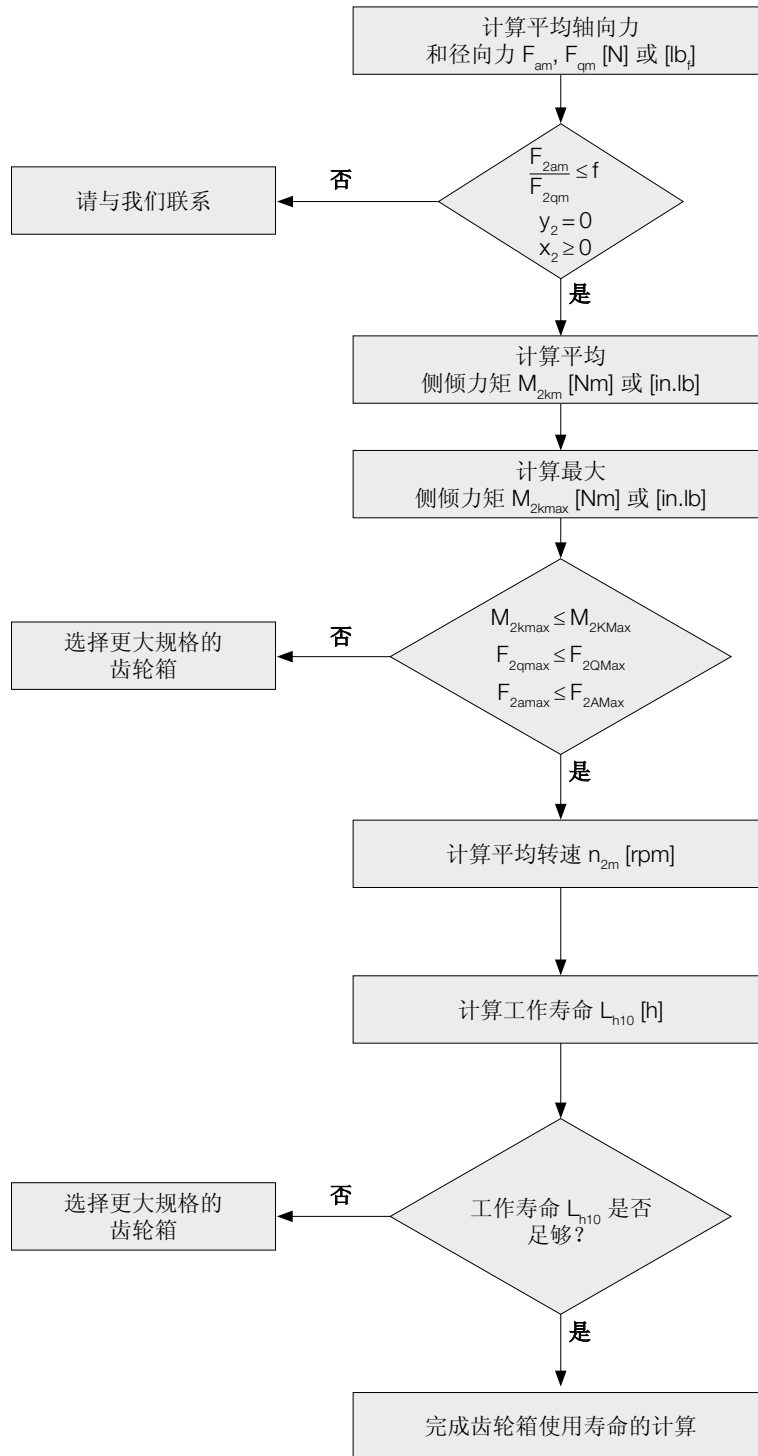 计算平均轴向力
和径向力 F_am, F_qm [N] 或 [lb_f]
F_2am
F_2qm
≤ f
y_2 = 0
x_2 ≥ 0
否
请与我们联系
是
计算平均
侧倾力矩 M_2km [Nm] 或 [in.lb]
计算最大
侧倾力矩 M_2kmax [Nm] 或 [in.lb]
M_2kmax ≤ M_2KMax
F_2qmax ≤ F_2QMax
F_2amax ≤ F_2AMax
否
选择更大规格的
齿轮箱
是
计算平均转速 n_2m [rpm]
计算工作寿命 L_h10 [h]
工作寿命 L_h10 是否
足够?
否
选择更大规格的
齿轮箱
是
完成齿轮箱使用寿命的计算